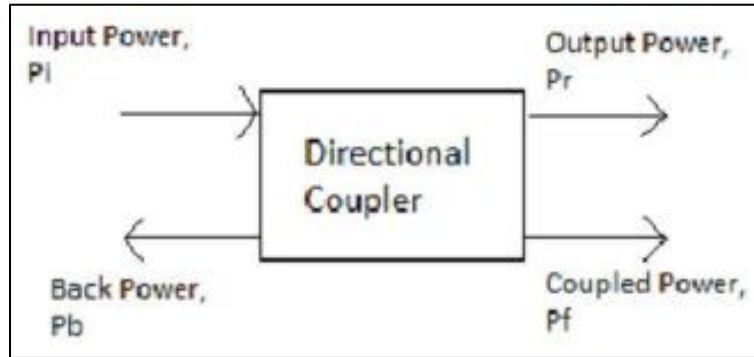 Input Power,
Pi
Output Power,
Pr
Directional
Coupler
Back Power,
Pb
Coupled Power,
Pf